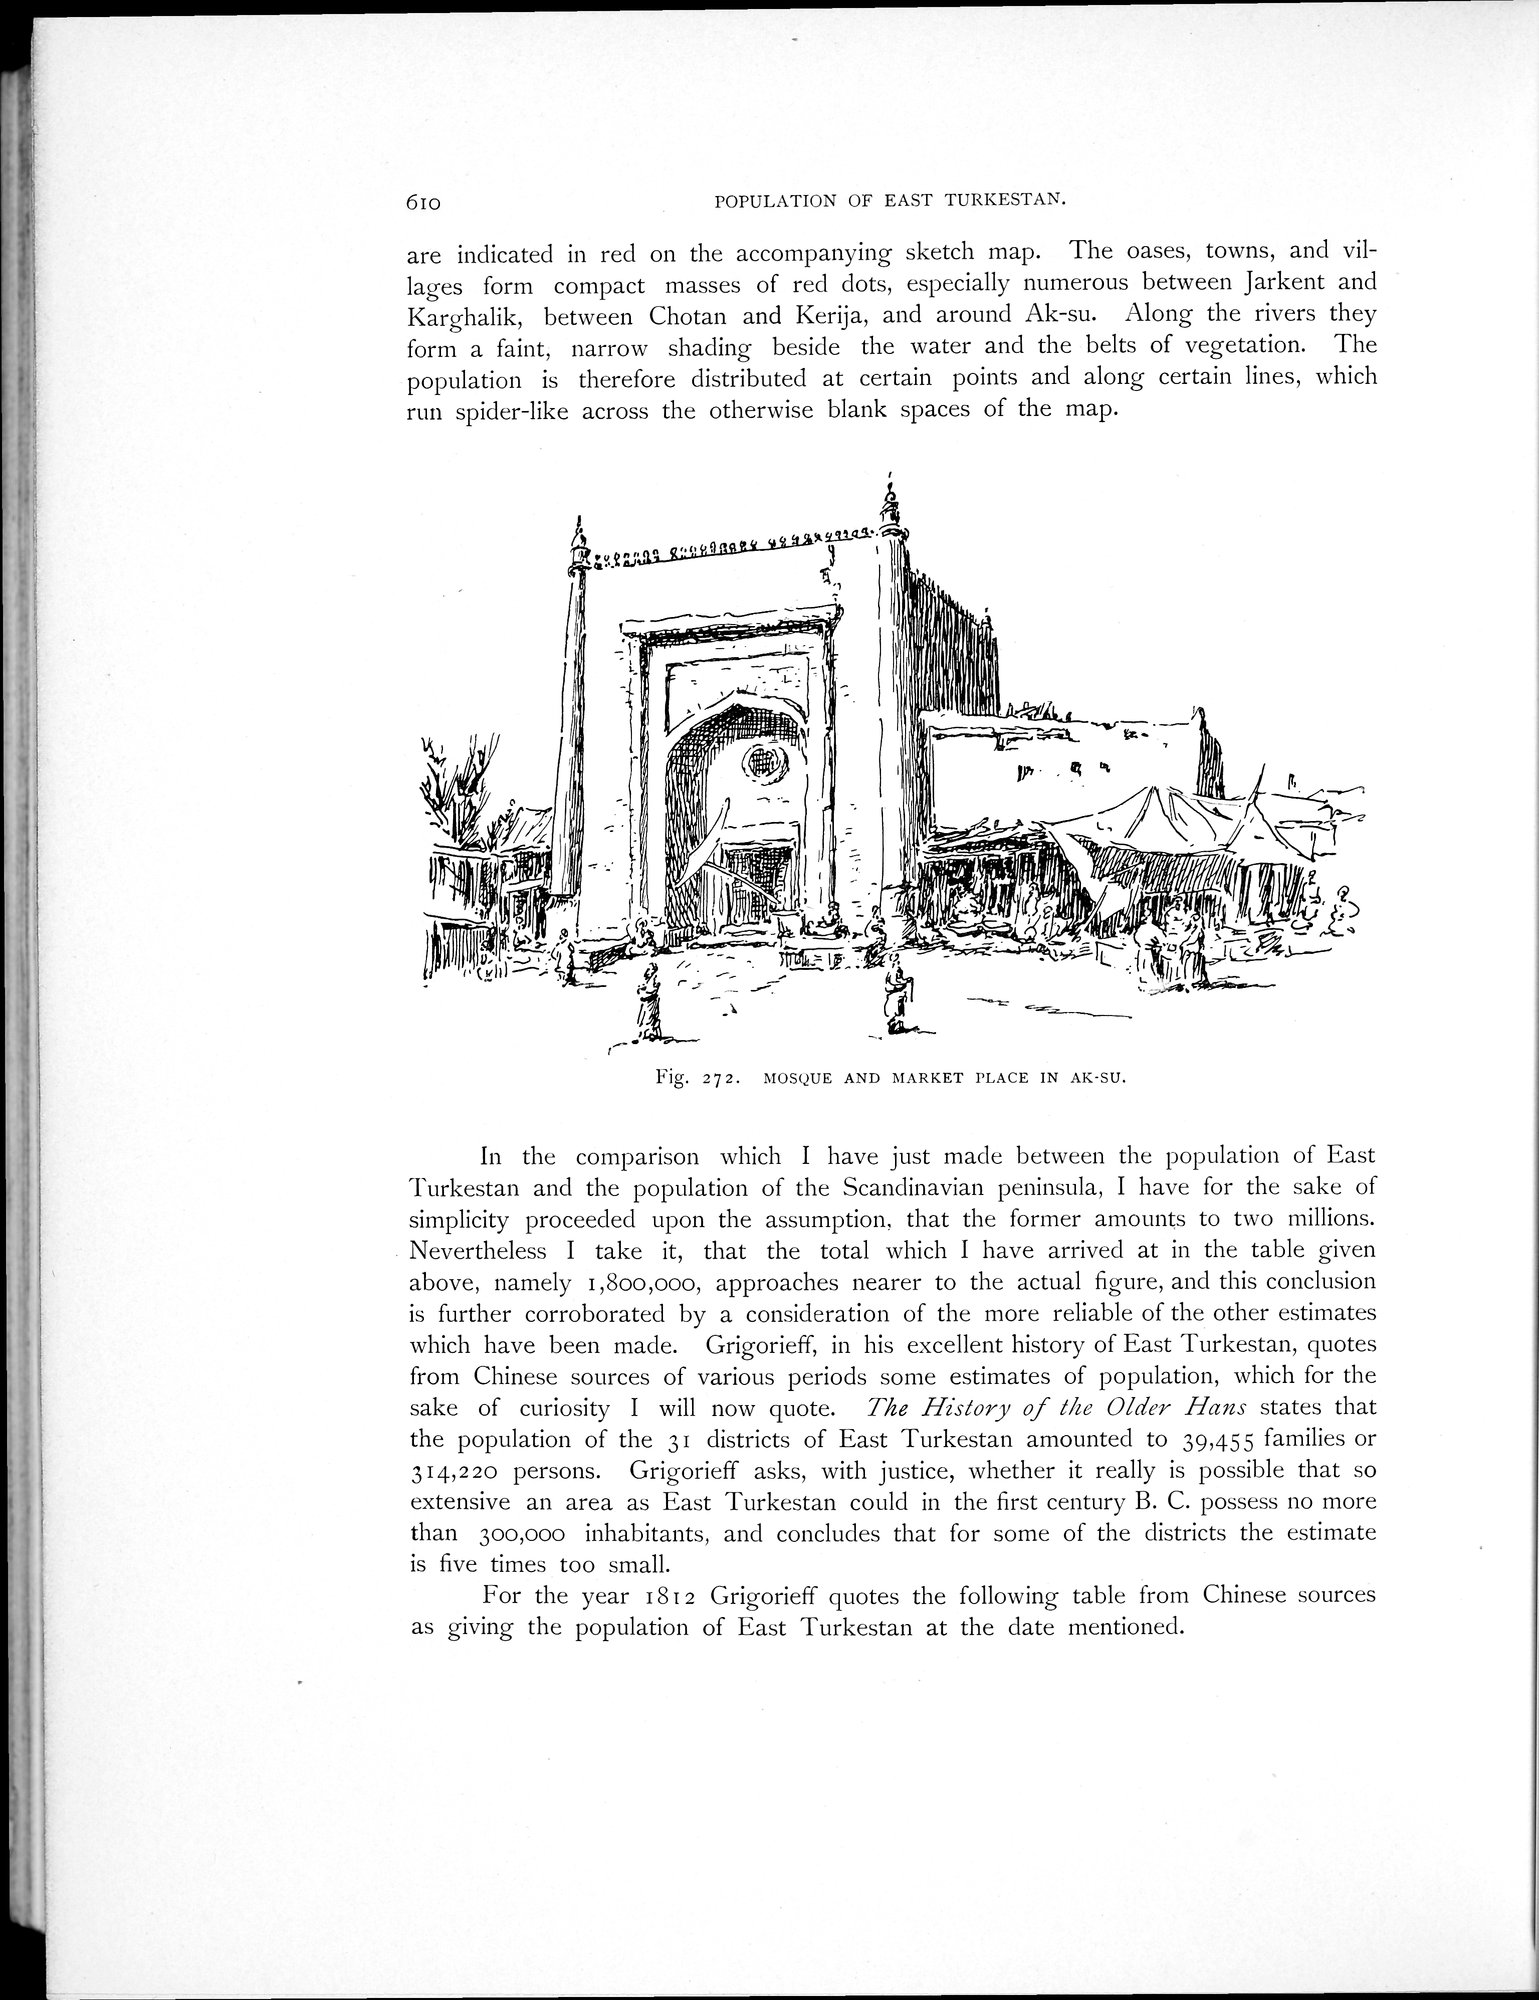 610 POPULATION OF EAST TURKESTAN.
are indicated in red on the accompanying sketch map. The oases, towns, and vil-
lages form compact masses of red dots, especially numerous between Jarkent and
Karghalik, between Chotan and Kerija, and around Ak-su. Along the rivers they
form a faint, narrow shading beside the water and the belts of vegetation. The
population is therefore distributed at certain points and along certain lines, which
run spider-like across the otherwise blank spaces of the map.
Fig. 272. MOSQUE AND MARKET PLACE IN AK-SU.
In the comparison which I have just made between the population of East
Turkestan and the population of the Scandinavian peninsula, I have for the sake of
simplicity proceeded upon the assumption, that the former amounts to two millions.
Nevertheless I take it, that the total which I have arrived at in the table given
above, namely 1,800,000, approaches nearer to the actual figure, and this conclusion
is further corroborated by a consideration of the more reliable of the other estimates
which have been made. Grigorieff, in his excellent history of East Turkestan, quotes
from Chinese sources of various periods some estimates of population, which for the
sake of curiosity I will now quote. The History of the Older Hans states that
the population of the 31 districts of East Turkestan amounted to 39,455 families or
314,220 persons. Grigorieff asks, with justice, whether it really is possible that so
extensive an area as East Turkestan could in the first century B. C. possess no more
than 300,000 inhabitants, and concludes that for some of the districts the estimate
is five times too small.
For the year 1812 Grigorieff quotes the following table from Chinese sources
as giving the population of East Turkestan at the date mentioned.